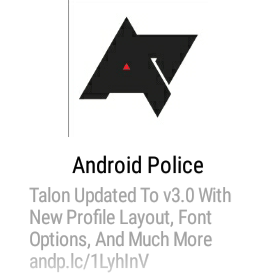 Android Police
Talon Updated To v3.0 With
New Profile Layout, Font
Options, And Much More
andp.lc/1LyhInV